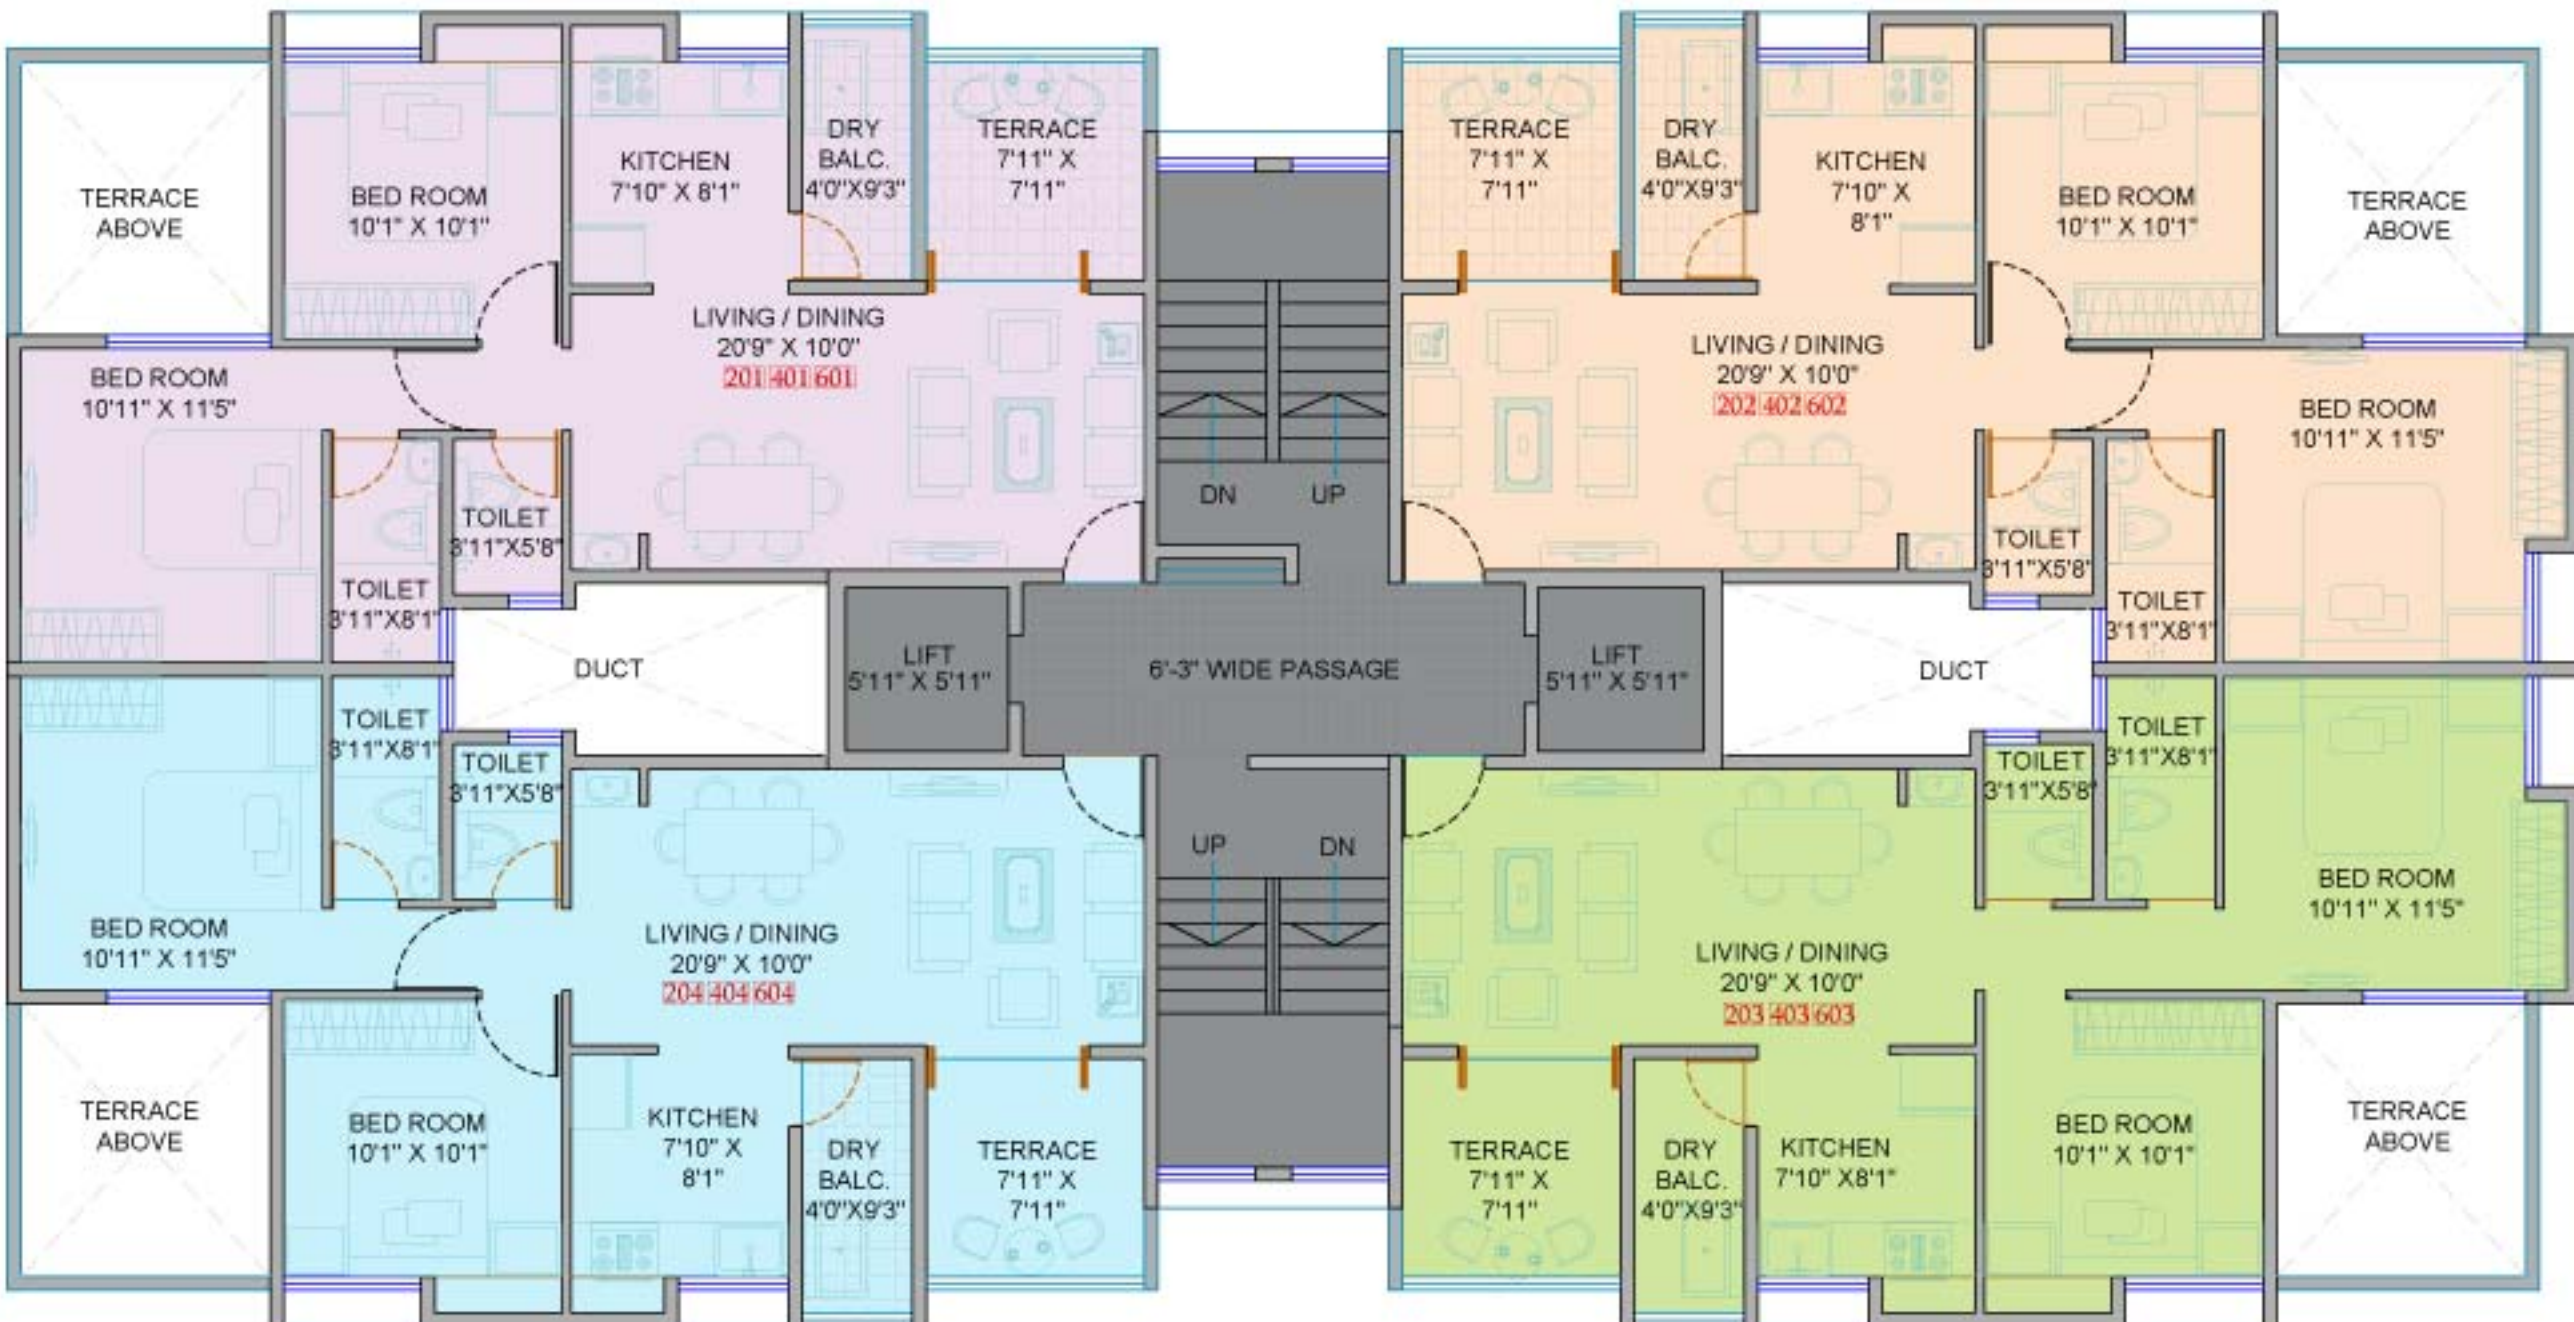 TERRACE
ABOVE
BED ROOM
10'1" X 10'1"
KITCHEN
7'10" X 8'1"
DRY
BALC.
4'0"X9'3"
TERRACE
7'11" X
7'11"
TERRACE
7'11" X
7'11"
DRY
BALC.
4'0"X9'3"
KITCHEN
7'10" X
8'1"
BED ROOM
10'1" X 10'1"
TERRACE
ABOVE
BED ROOM
10'11" X 11'5"
LIVING / DINING
20'9" X 10'0"
201 401 601
LIVING / DINING
20'9" X 10'0"
202 402 602
BED ROOM
10'11" X 11'5"
DN
UP
TOILET
3'11"X5'8"
TOILET
3'11"X8'1"
TOILET
3'11"X5'8"
TOILET
3'11"X8'1"
DUCT
LIFT
5'11" X 5'11"
6'-3" WIDE PASSAGE
LIFT
5'11" X 5'11"
DUCT
TOILET
3'11"X8'1"
TOILET
3'11"X5'8"
TOILET
3'11"X5'8"
TOILET
3'11"X8'1"
UP
DN
BED ROOM
10'11" X 11'5"
LIVING / DINING
20'9" X 10'0"
204 404 604
LIVING / DINING
20'9" X 10'0"
203 403 603
BED ROOM
10'11" X 11'5"
TERRACE
ABOVE
BED ROOM
10'1" X 10'1"
KITCHEN
7'10" X
8'1"
DRY
BALC.
4'0"X9'3"
TERRACE
7'11" X
7'11"
TERRACE
7'11" X
7'11"
DRY
BALC.
4'0"X9'3"
KITCHEN
7'10" X8'1"
BED ROOM
10'1" X 10'1"
TERRACE
ABOVE